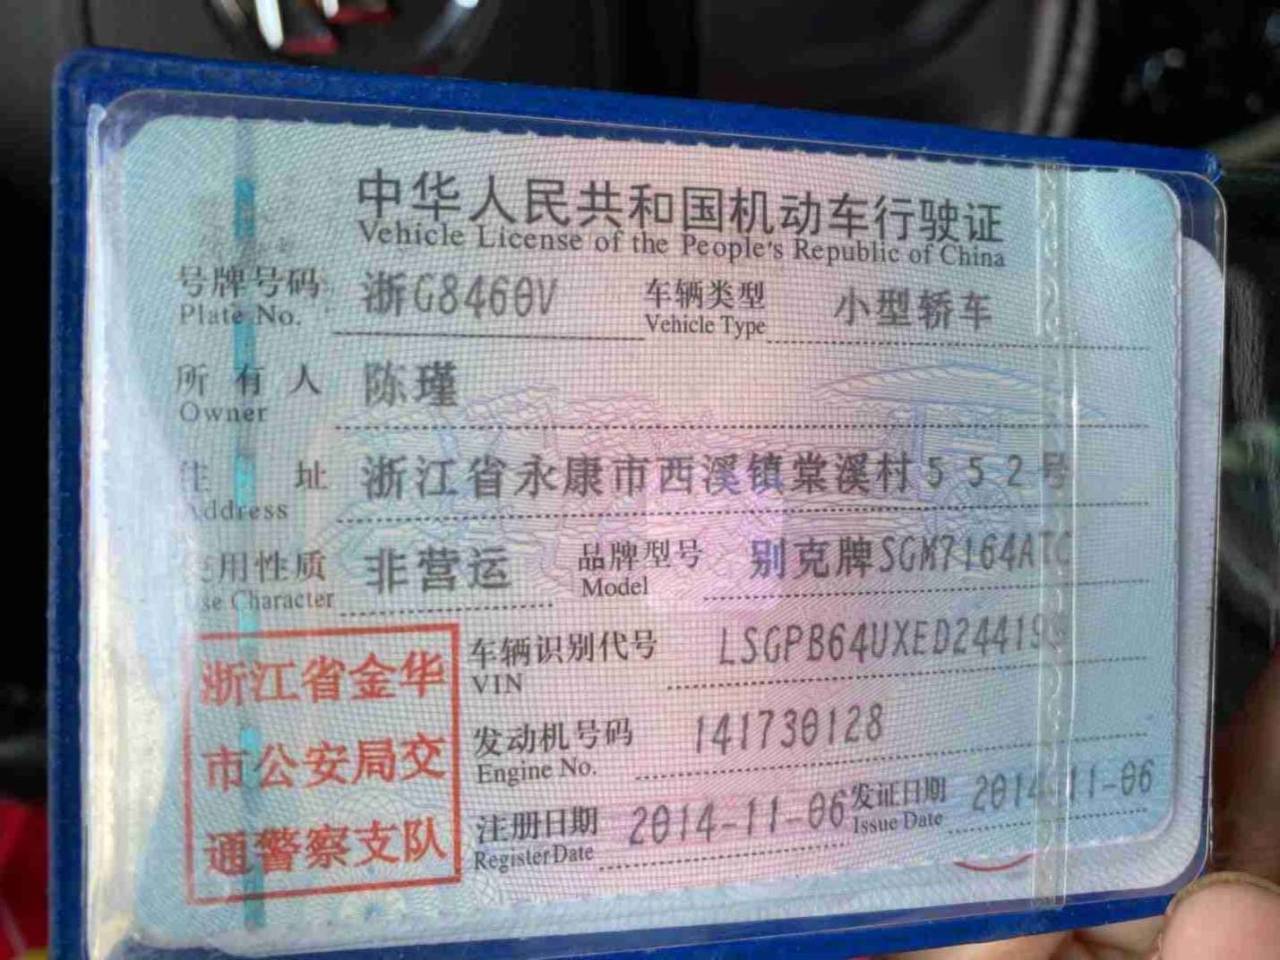 中华人民共和国机动车行驶证
Vehicle License of the People's Republic of China
号牌号码 浙G8460V 车辆类型 小型轿车
Plate No. Vehicle Type
所有人 陈瑾
Owner
住址 浙江省永康市西溪镇棠溪村552号
Address
使用性质 非营运 品牌型号 别克牌SGM7164ATC
Use Character Model
车辆识别代号
VIN
发动机号码 141730128
Engine No.
注册日期 2014-11-06 发证日期 2014-11-06
Register Date Issue Date
浙江省金华
市公安局交
通警察支队